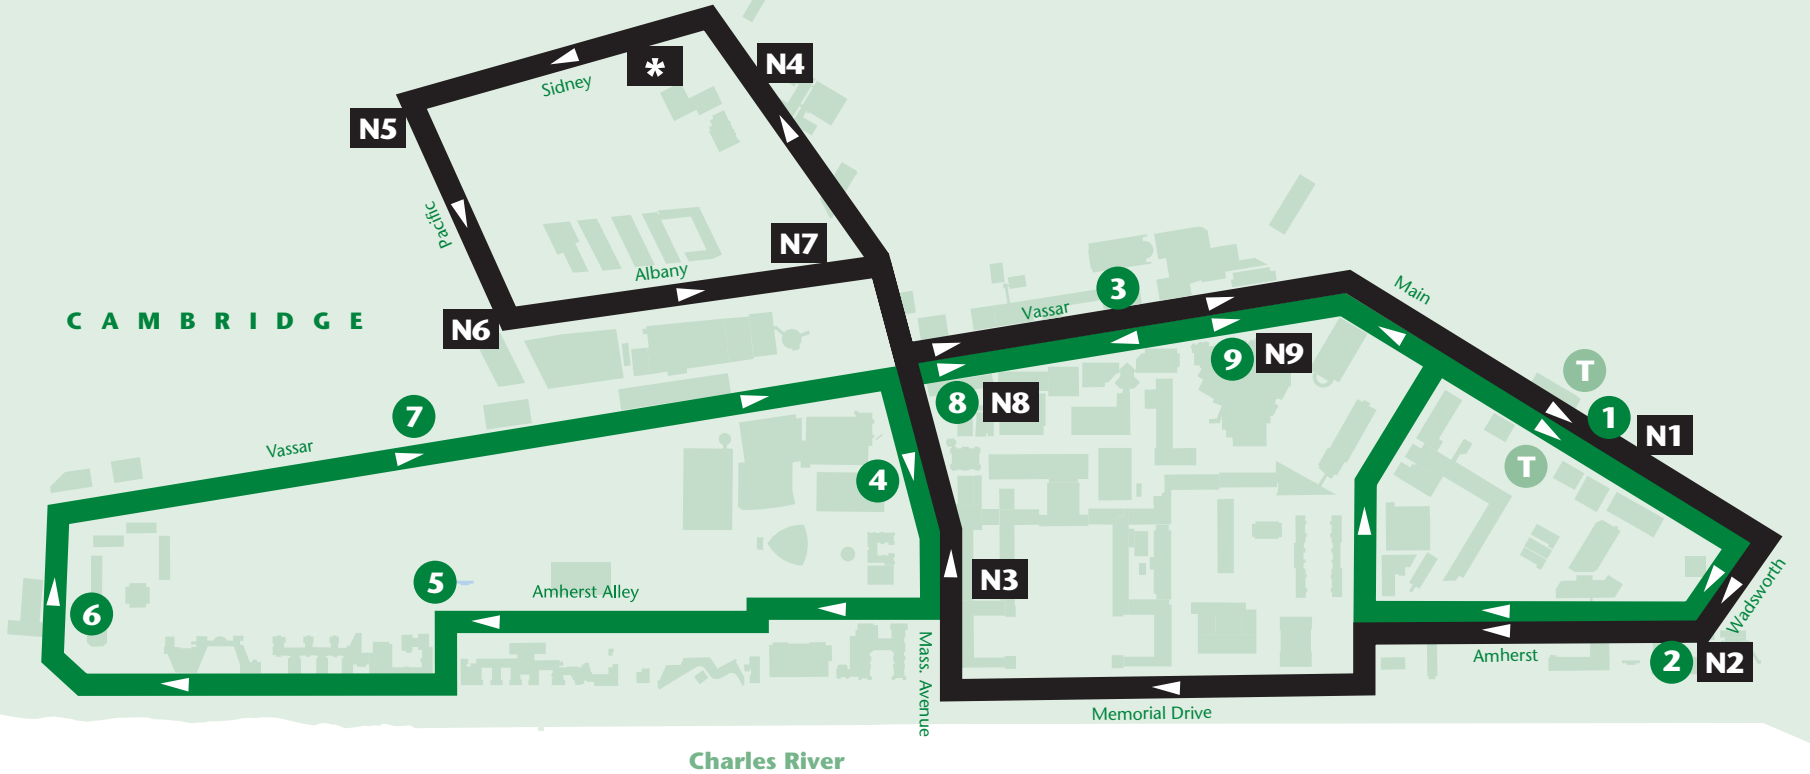 N4
*
Sidney
N5
Pacific
N7
Albany
CAMBRIDGE
N6
3
Main
Vassar
9
N9
T
8
N8
7
1
N1
Vassar
T
4
5
N3
Amherst Alley
6
Wadsworth
Mass. Avenue
Amherst
2
N2
Memorial Drive
Charles River